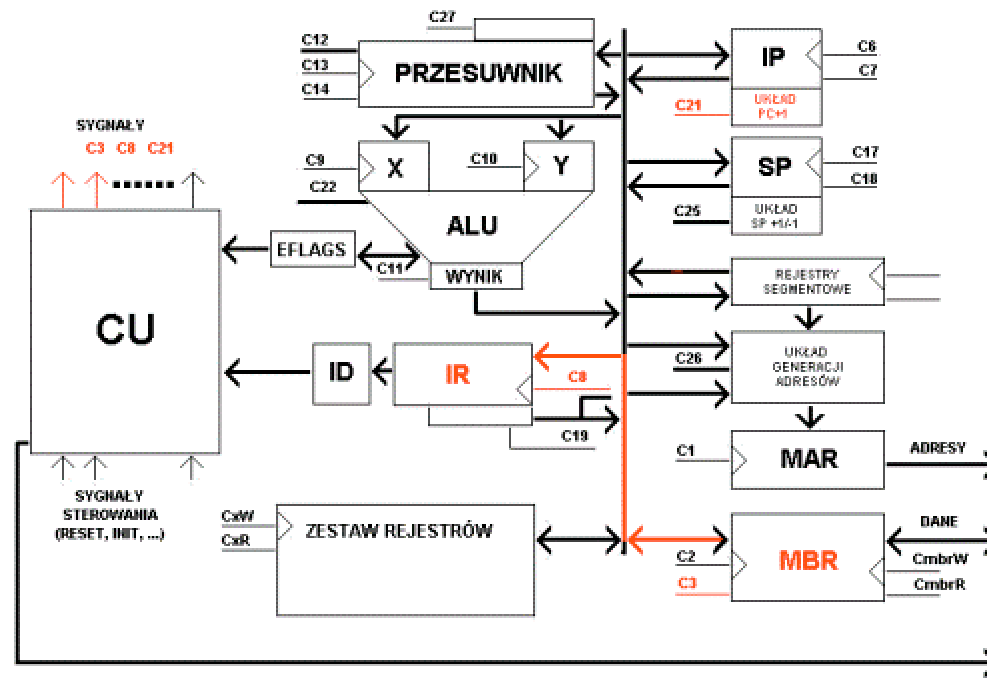 C27
C12
C13
C14
PRZESUWNIK
IP
C6
C7
C21
UKŁAD
PC+1
SYGNAŁY
C3 C8 C21
C9
X
C10
Y
C22
ALU
SP
C17
C18
C25
UKŁAD
SP +1/-1
EFLAGS
C11
WYNIK
REJESTRY
SEGMENTOWE
CU
ID
IR
C8
C19
C26
UKŁAD
GENERACJI
ADRESÓW
C1
MAR
ADRESY
SYGNAŁY
STEROWANIA
(RESET, INIT, ...)
CxW
CxR
ZESTAW REJESTRÓW
C2
C3
MBR
DANE
CmbrW
CmbrR